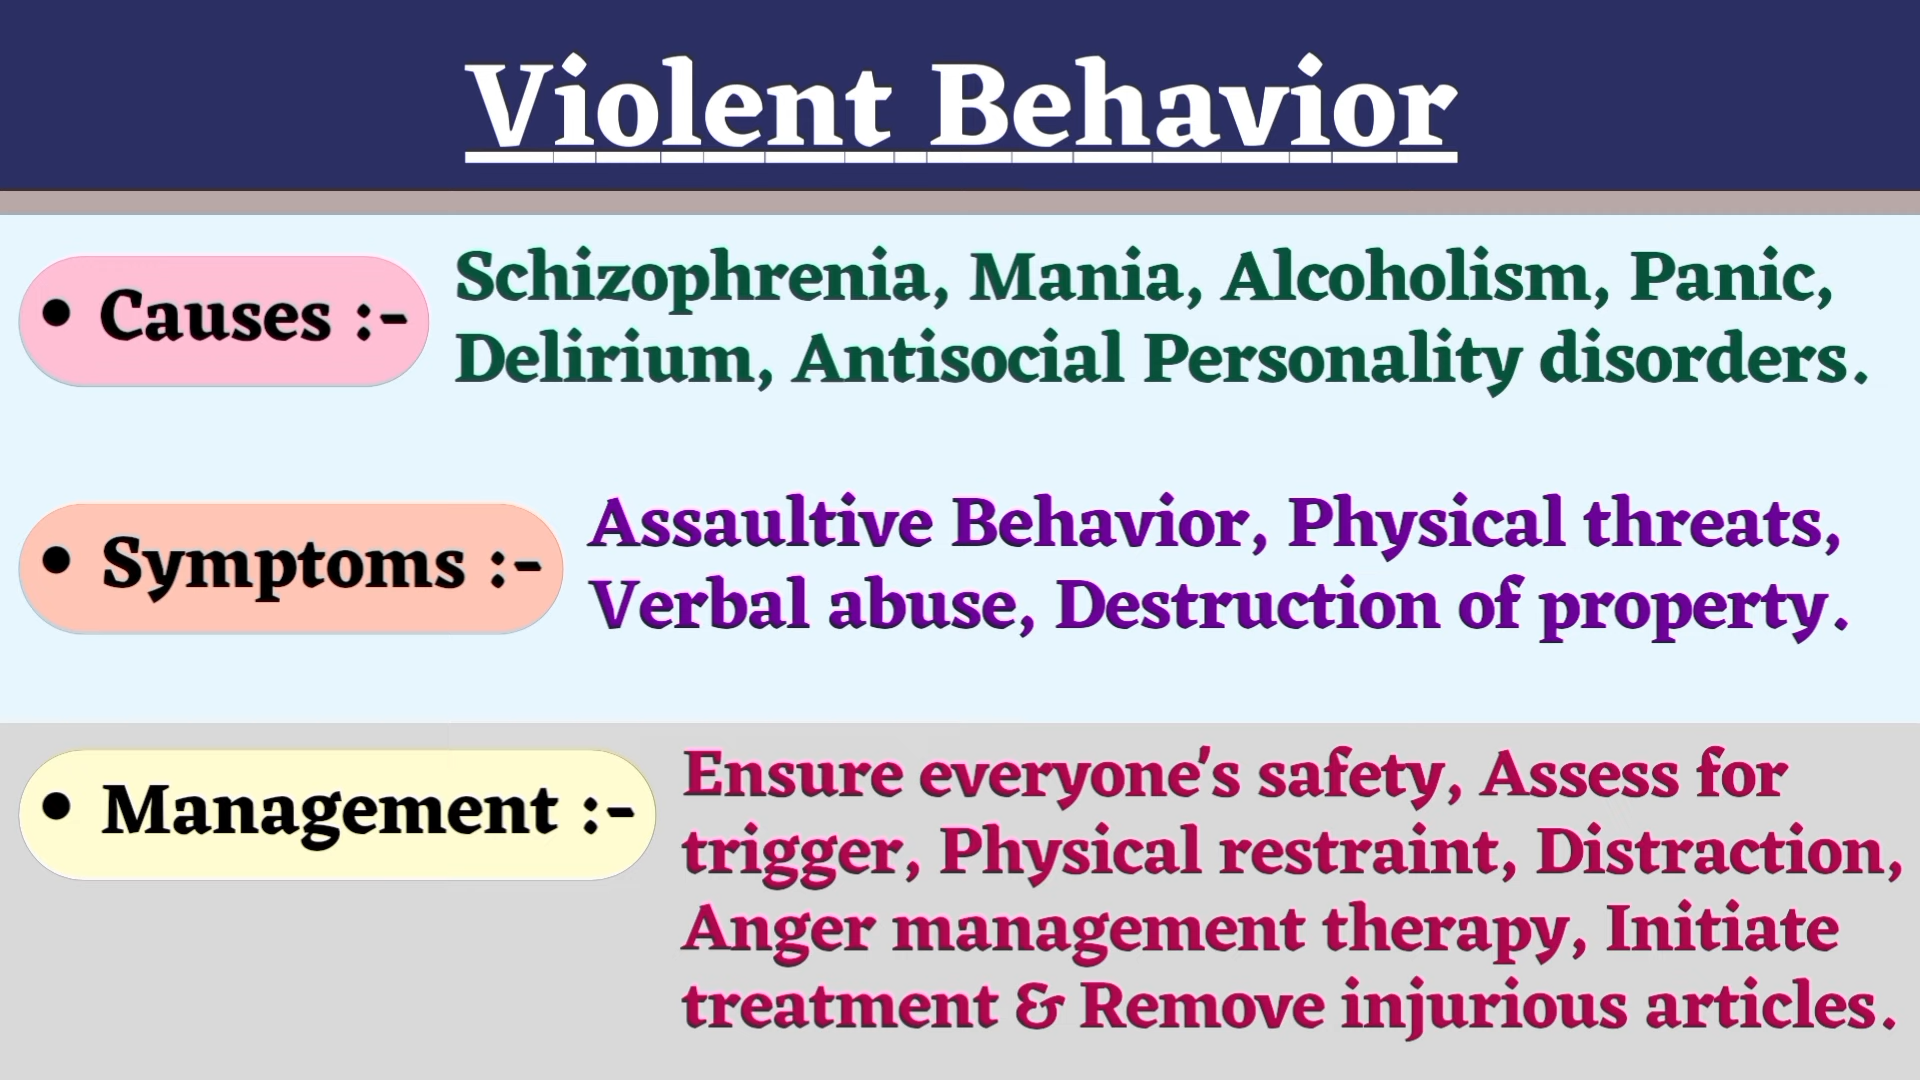 Violent Behavior
• Causes :-
Schizophrenia, Mania, Alcoholism, Panic,
Delirium, Antisocial Personality disorders.
• Symptoms :-
Assaultive Behavior, Physical threats,
Verbal abuse, Destruction of property.
• Management :-
Ensure everyone's safety, Assess for
trigger, Physical restraint, Distraction,
Anger management therapy, Initiate
treatment & Remove injurious articles.